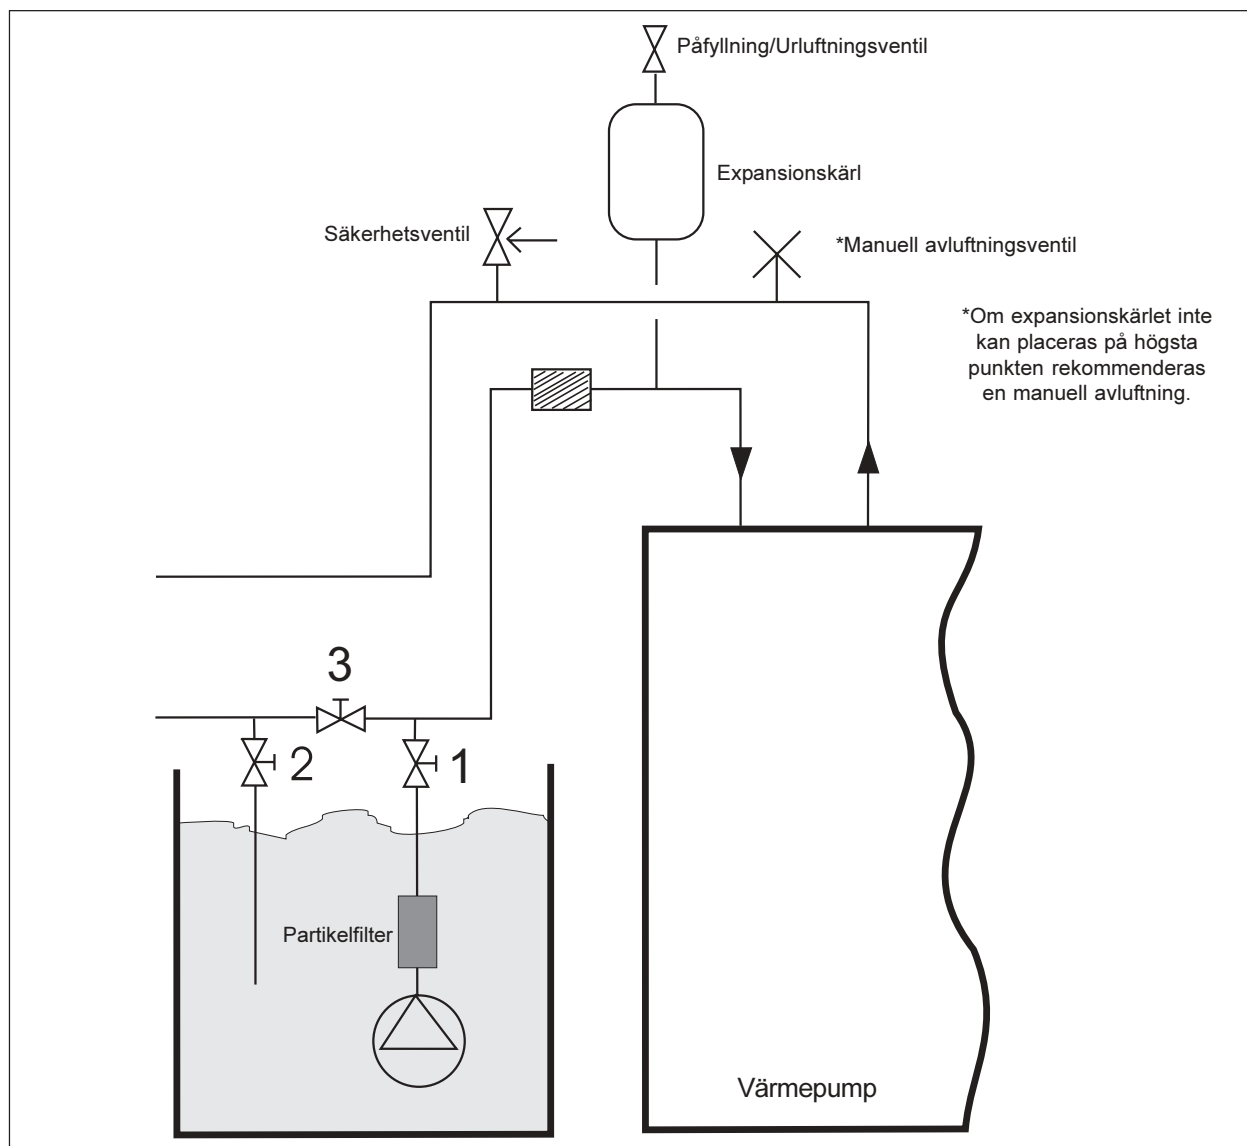 Påfyllning/Urluftningsventil
Expansionskärl
Säkerhetsventil
*Manuell avluftningsventil
*Om expansionskärlet inte
kan placeras på högsta
punkten rekommenderas
en manuell avluftning.
3
2
1
Partikelfilter
Värmepump